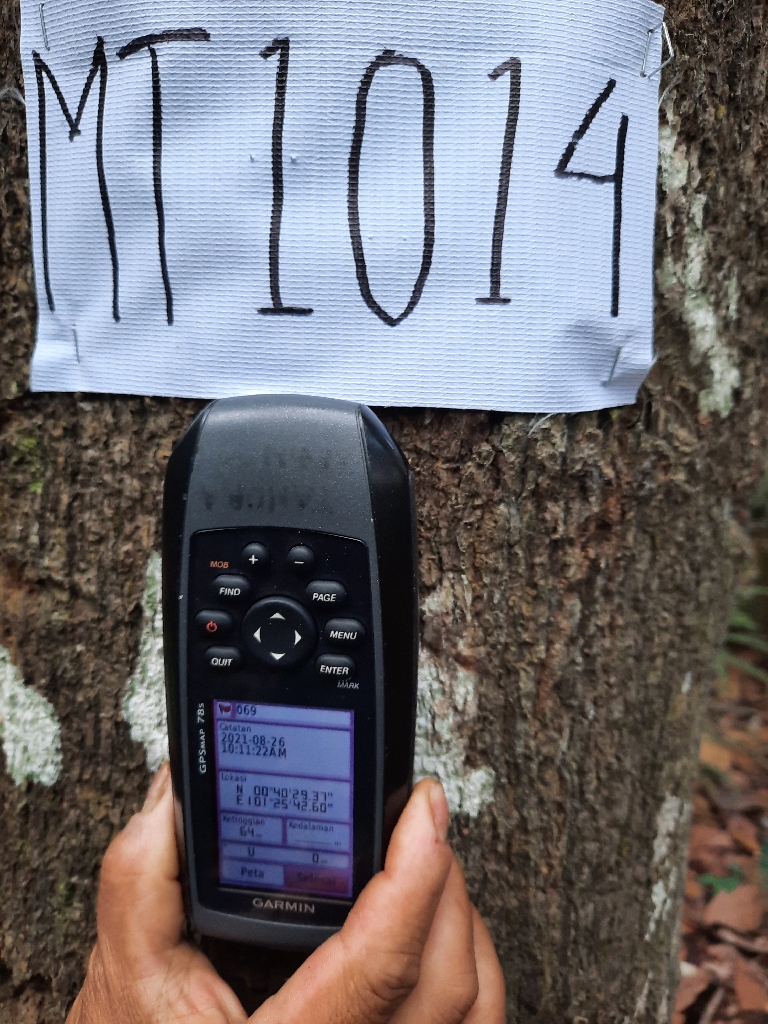 MT1014
MOB + -
FIND PAGE
MENU
QUIT ENTER
MARK
GPSMAP 78s
069
Catatan
2021-08-26
10:11:22AM
Lokasi
N 00°40'29.37"
E 101°25'42.60"
Ketinggian Kedalaman
64m
U 0m
Peta Selesai
GARMIN